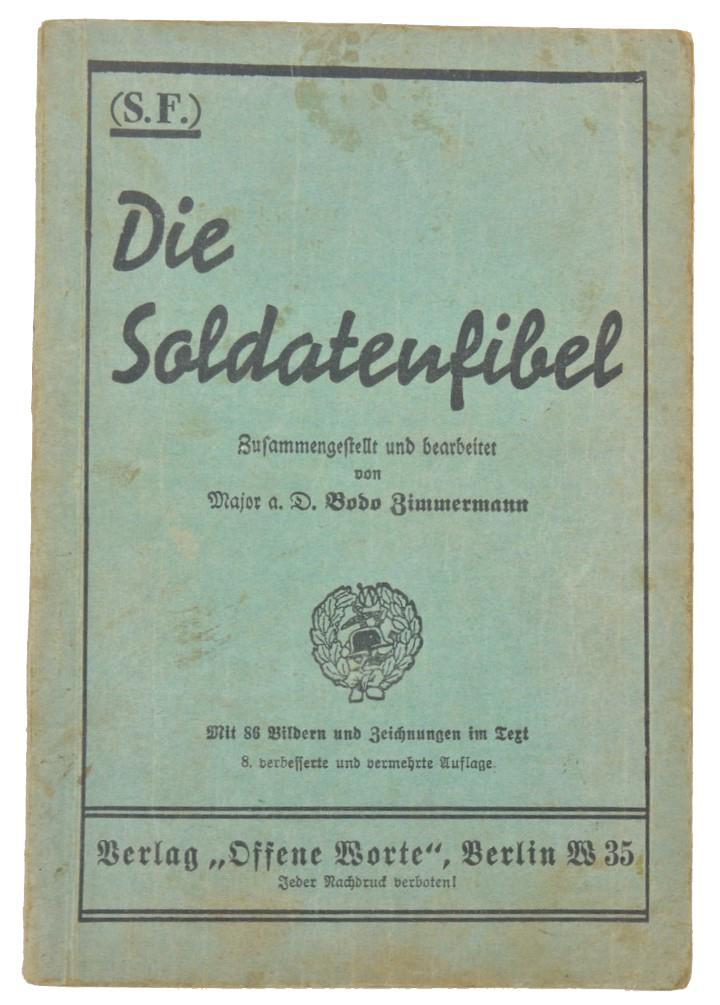 (S.F.)
Die
Soldatenfibel
Zusammengestellt und bearbeitet
von
Major a. D. Bodo Zimmermann
Mit 86 Bildern und Zeichnungen im Text
8. verbesserte und vermehrte Auflage
Verlag „Offene Worte“, Berlin W 35
Jeder Nachdruck verboten!